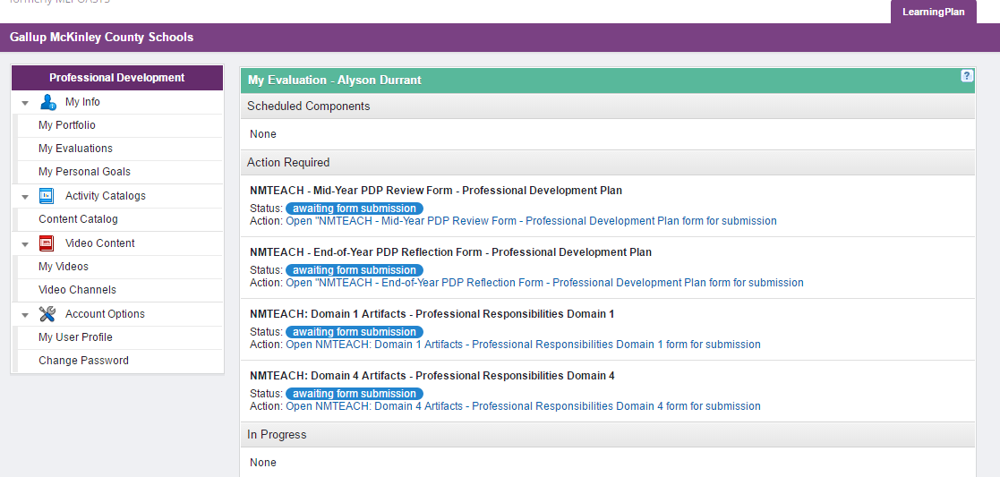 formerly MLPOASYS
LearningPlan
Gallup McKinley County Schools
Professional Development
My Info
My Portfolio
My Evaluations
My Personal Goals
Activity Catalogs
Content Catalog
Video Content
My Videos
Video Channels
Account Options
My User Profile
Change Password
My Evaluation - Alyson Durrant
?
Scheduled Components
None
Action Required
NMTEACH - Mid-Year PDP Review Form - Professional Development Plan
Status: awaiting form submission
Action: Open "NMTEACH - Mid-Year PDP Review Form - Professional Development Plan form for submission
NMTEACH - End-of-Year PDP Reflection Form - Professional Development Plan
Status: awaiting form submission
Action: Open "NMTEACH - End-of-Year PDP Reflection Form - Professional Development Plan form for submission
NMTEACH: Domain 1 Artifacts - Professional Responsibilities Domain 1
Status: awaiting form submission
Action: Open NMTEACH: Domain 1 Artifacts - Professional Responsibilities Domain 1 form for submission
NMTEACH: Domain 4 Artifacts - Professional Responsibilities Domain 4
Status: awaiting form submission
Action: Open NMTEACH: Domain 4 Artifacts - Professional Responsibilities Domain 4 form for submission
In Progress
None